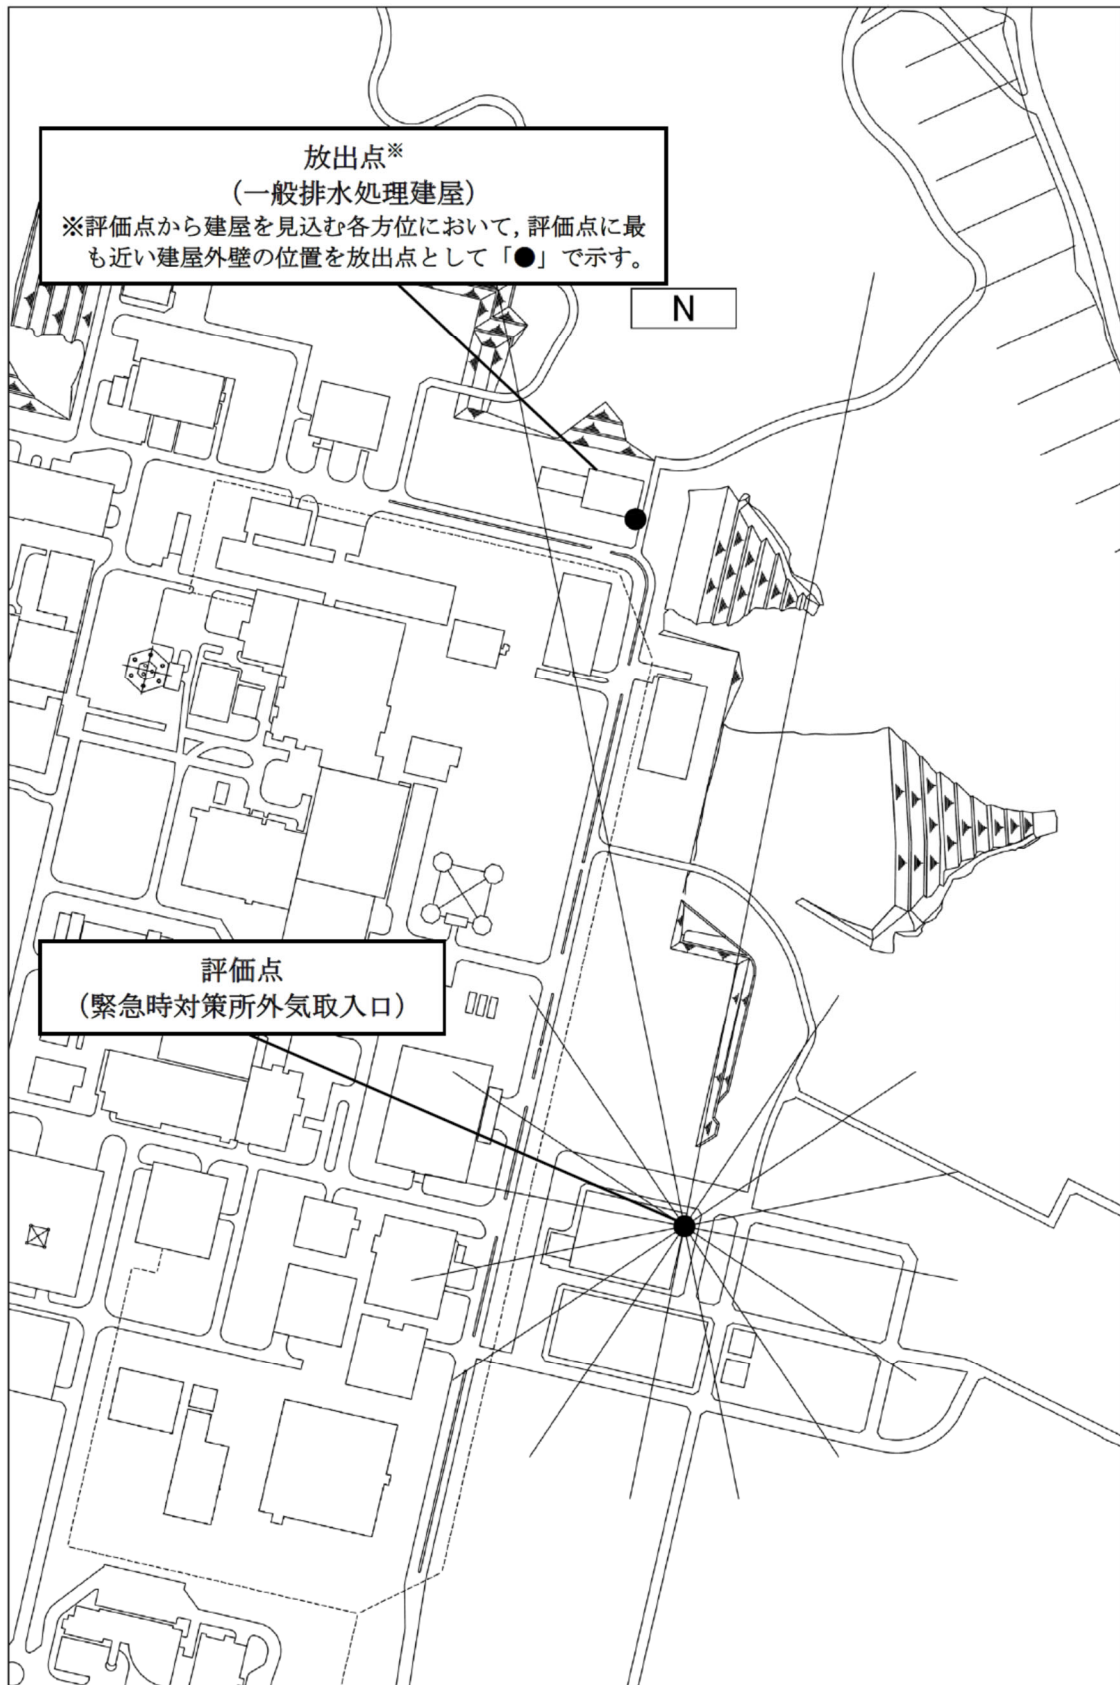 放出点※
（一般排水処理建屋）
※評価点から建屋を見込む各方位において，評価点に最
も近い建屋外壁の位置を放出点として「●」で示す。
N
評価点
（緊急時対策所外気取入口）